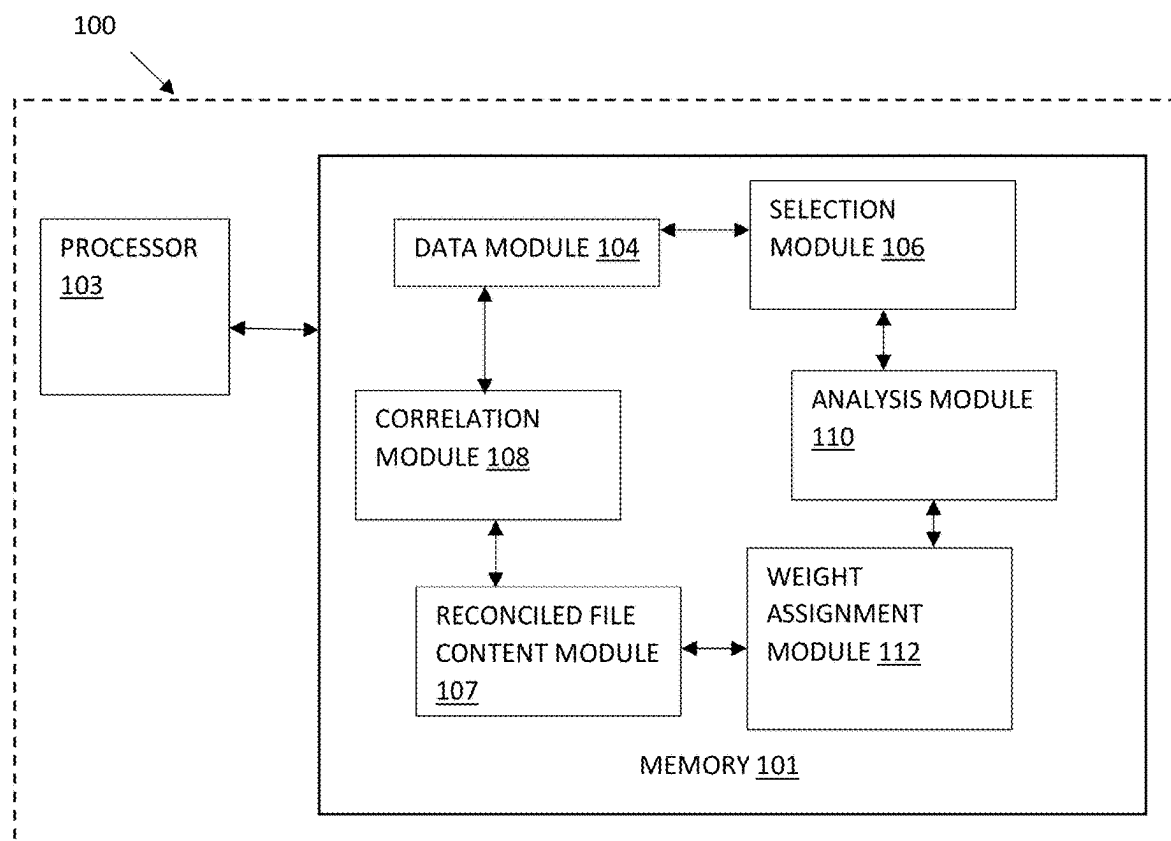 100
PROCESSOR
103
DATA MODULE 104
SELECTION
MODULE 106
CORRELATION
MODULE 108
ANALYSIS MODULE
110
RECONCILED FILE
CONTENT MODULE
107
WEIGHT
ASSIGNMENT
MODULE 112
MEMORY 101